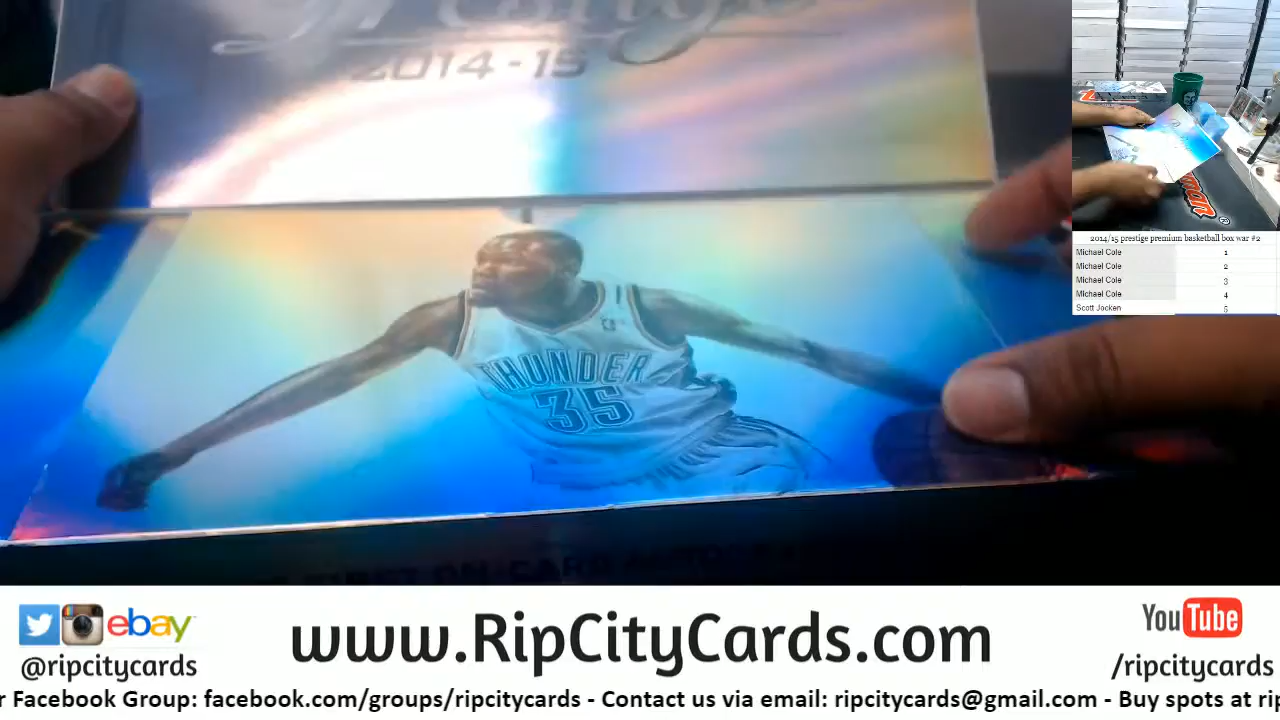 Prestige
2014-15
THUNDER
35
2014/15 prestige premium basketball box war #2
Michael Cole 1
Michael Cole 2
Michael Cole 3
Michael Cole 4
Scott Jocken 5
ebay
@ripcitycards
www.RipCityCards.com
YouTube
/ripcitycards
r Facebook Group: facebook.com/groups/ripcitycards - Contact us via email: ripcitycards@gmail.com - Buy spots at rip